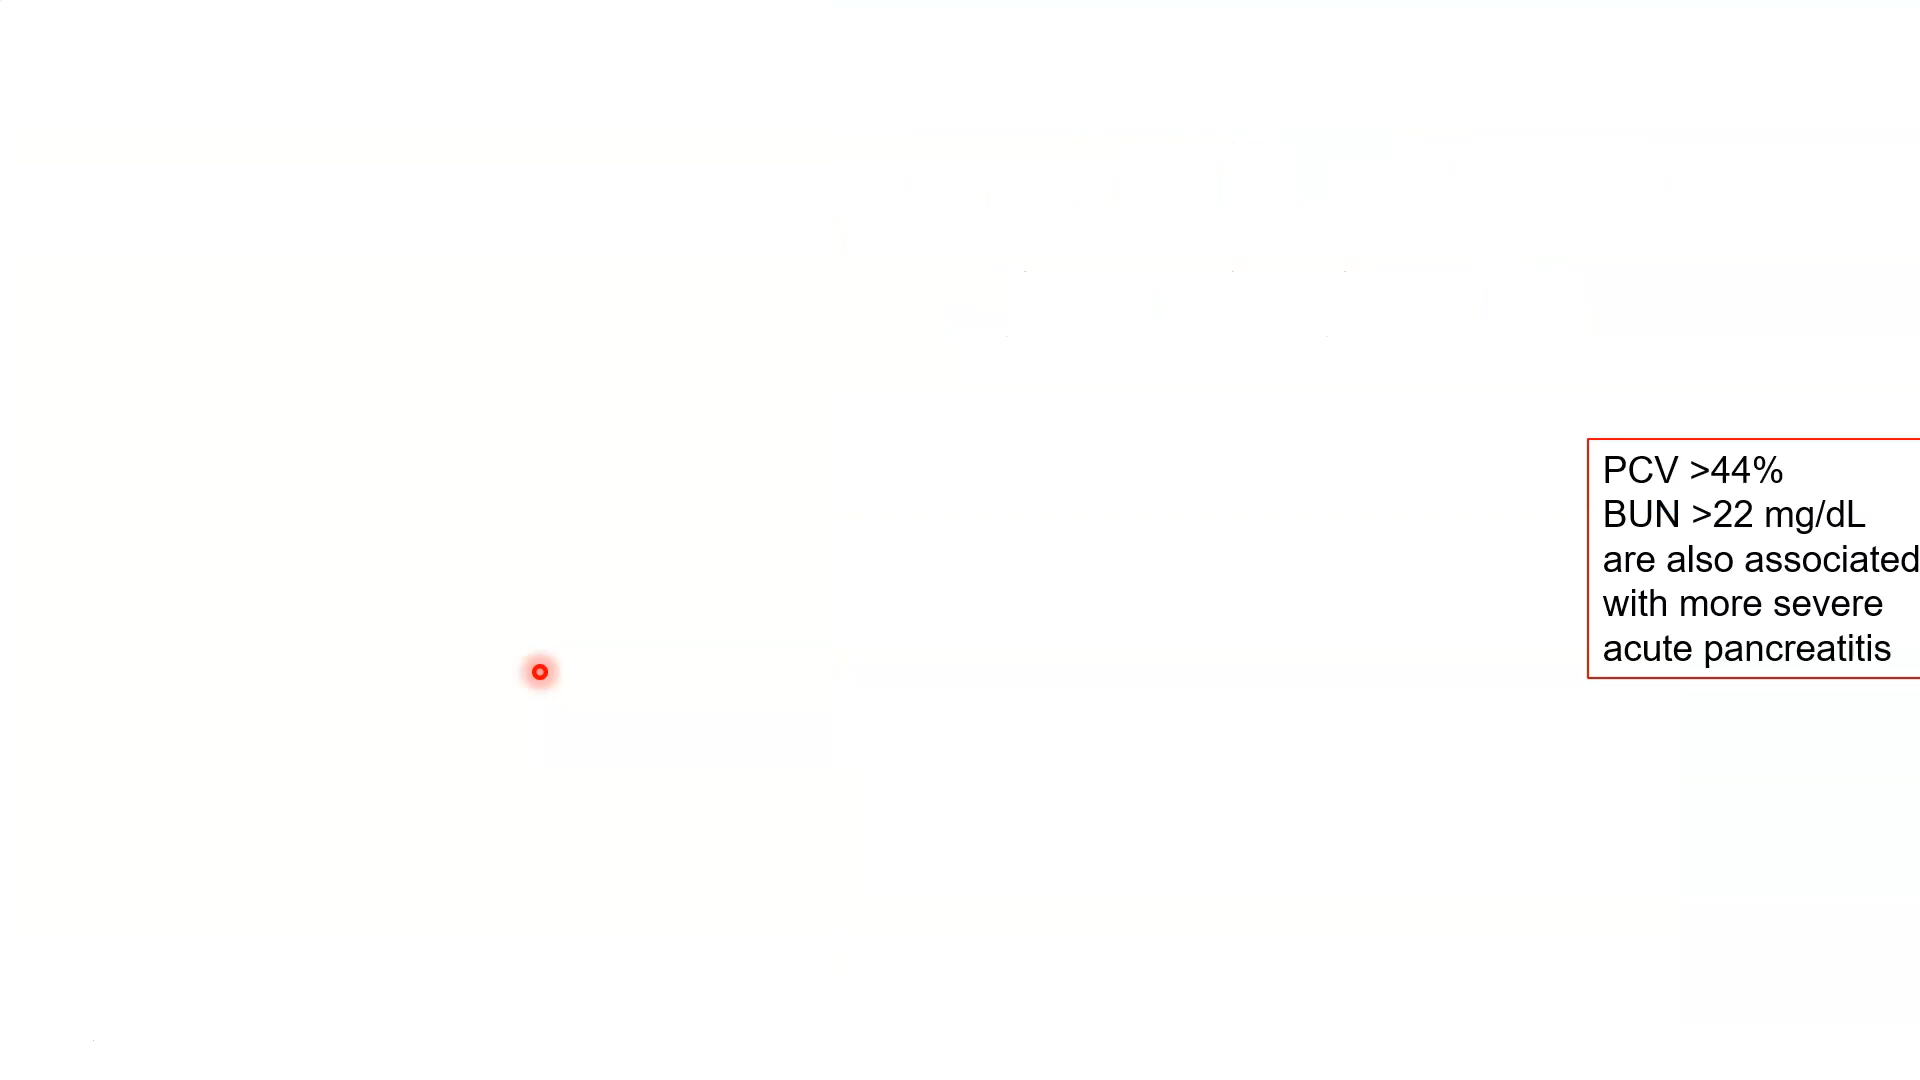 PCV >44%
BUN >22 mg/dL
are also associated
with more severe
acute pancreatitis